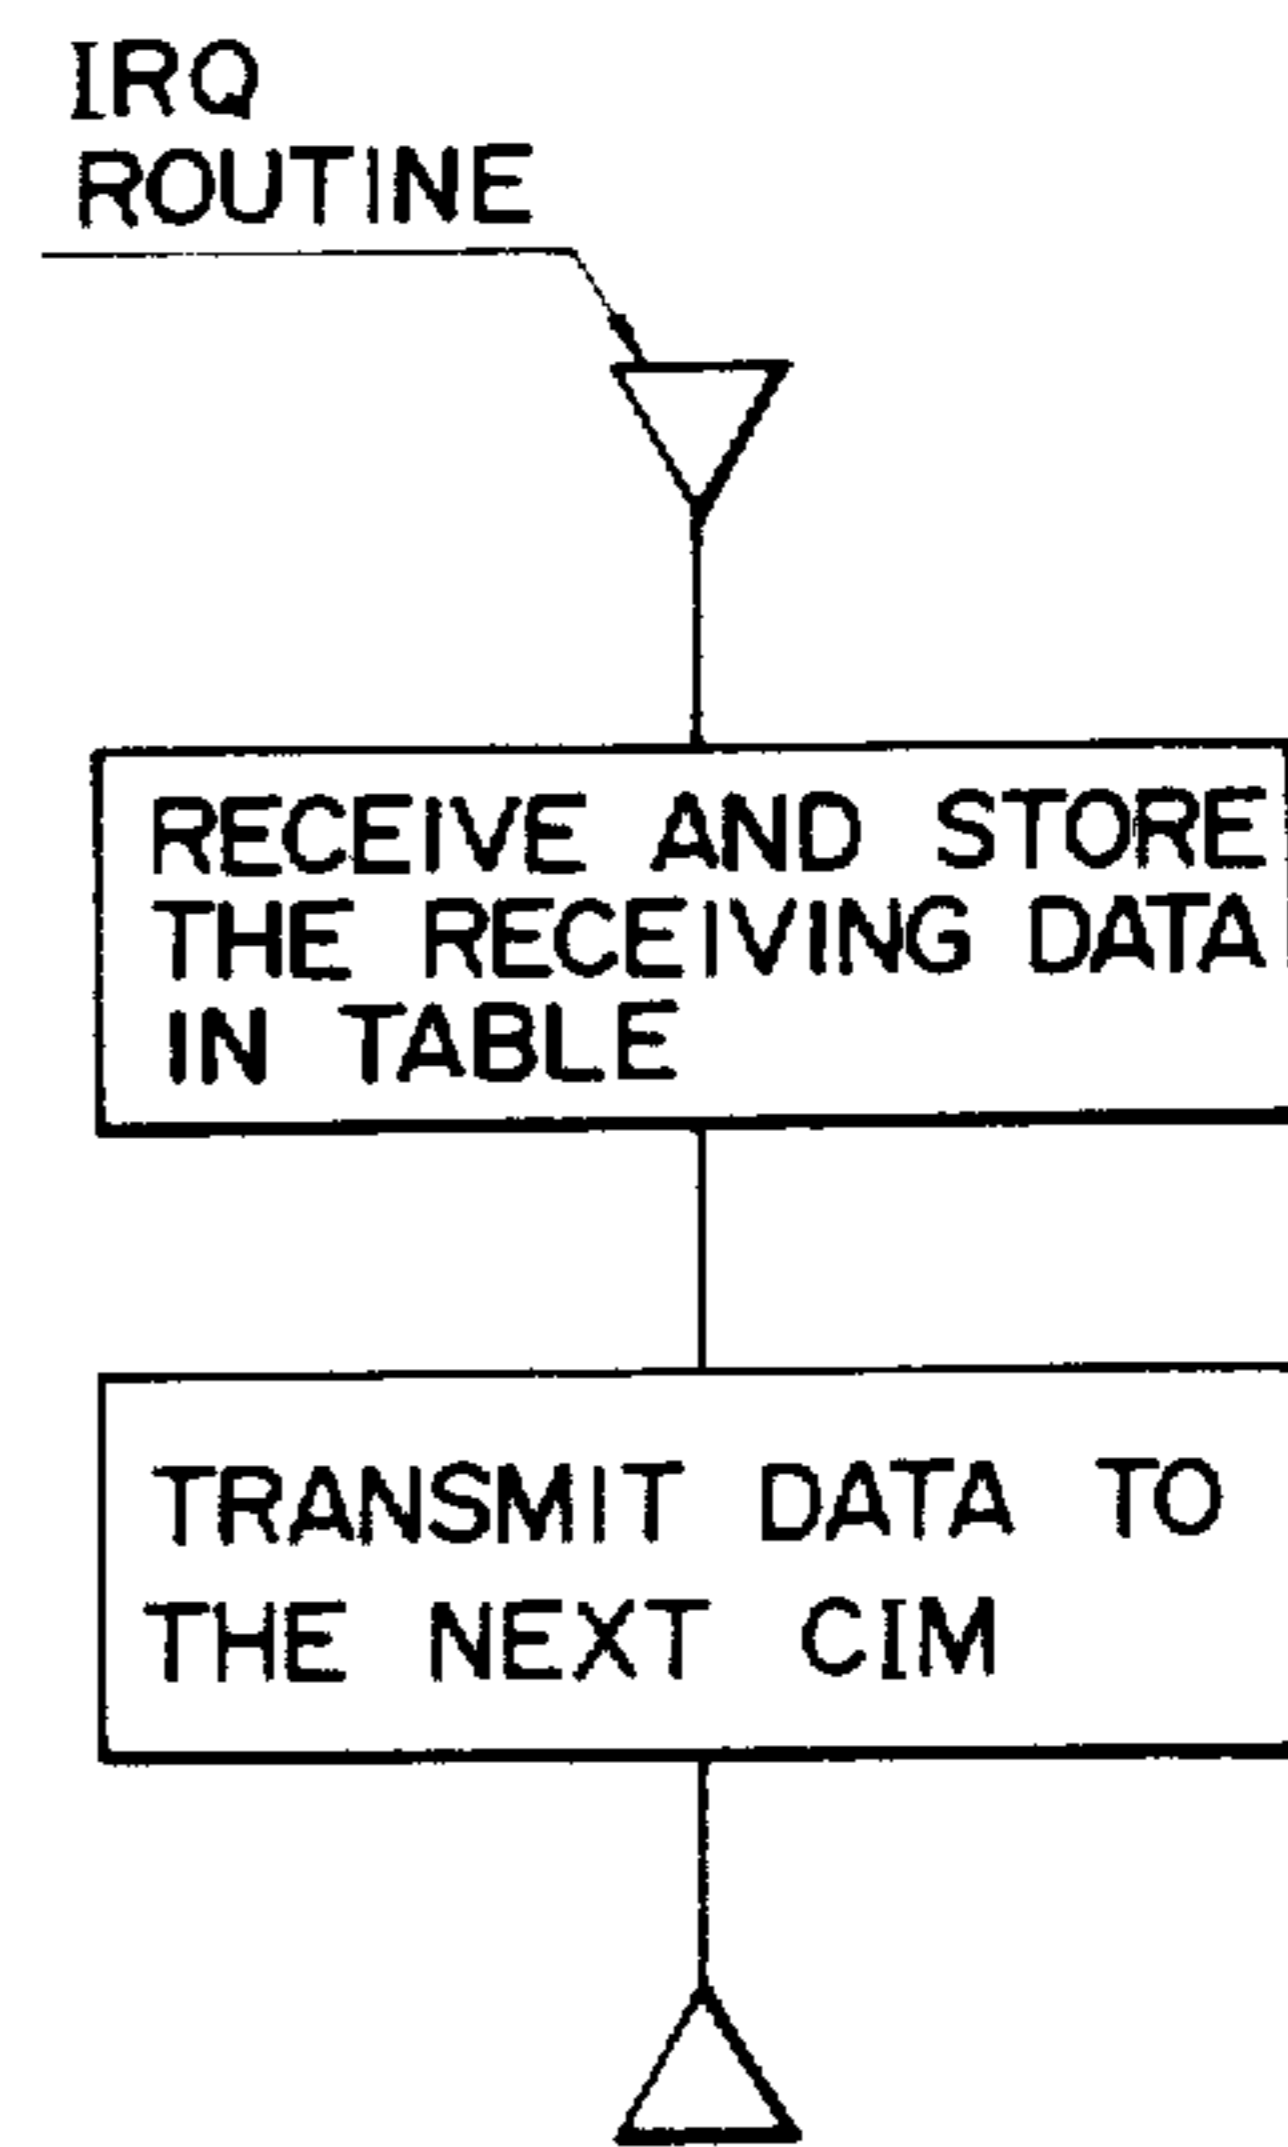 IRQ
ROUTINE
RECEIVE AND STORE
THE RECEIVING DATA
IN TABLE
TRANSMIT DATA TO
THE NEXT CIM